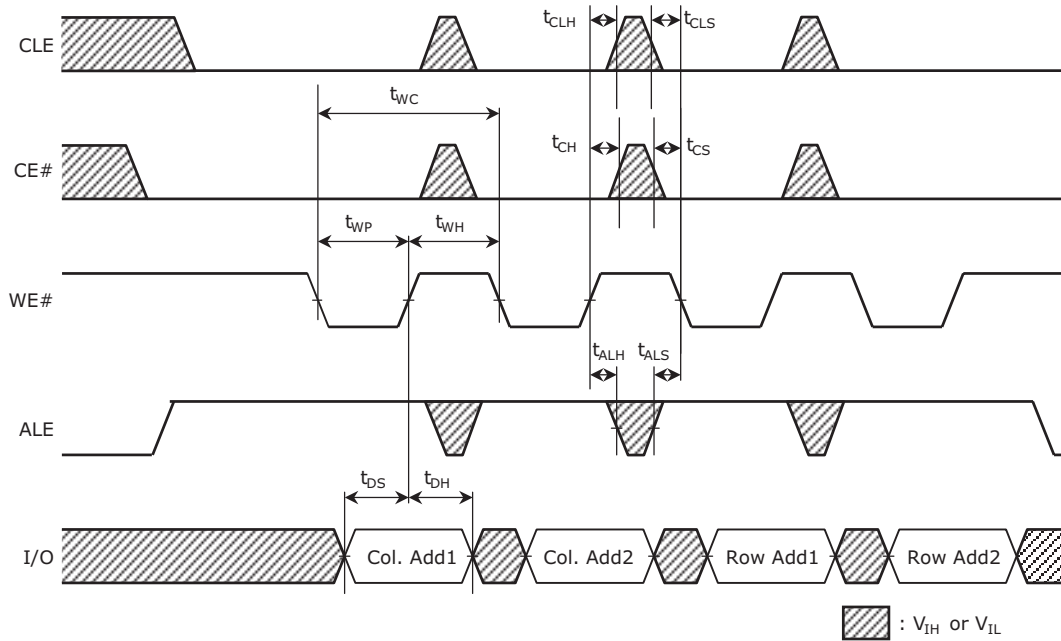 CLE
tCLH
tCLS
tWC
CE#
tCH
tCS
tWP
tWH
WE#
tALH
tALS
ALE
tDS
tDH
I/O
Col. Add1
Col. Add2
Row Add1
Row Add2
: VIH or VIL